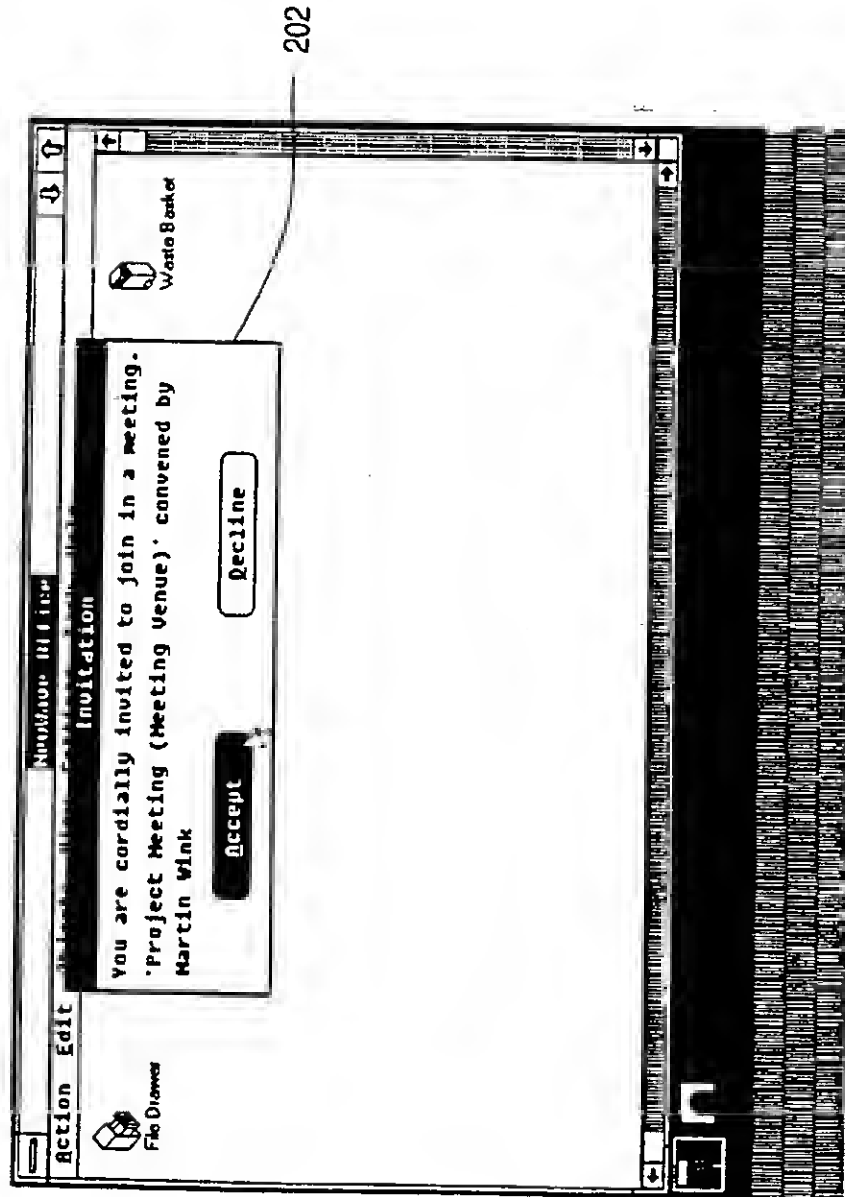 Action Edit
Invitation
You are cordially invited to join in a meeting.
'Project Meeting (Meeting Venue)' convened by
Martin Wink
Accept Decline
File Drawer
Waste Basket
202